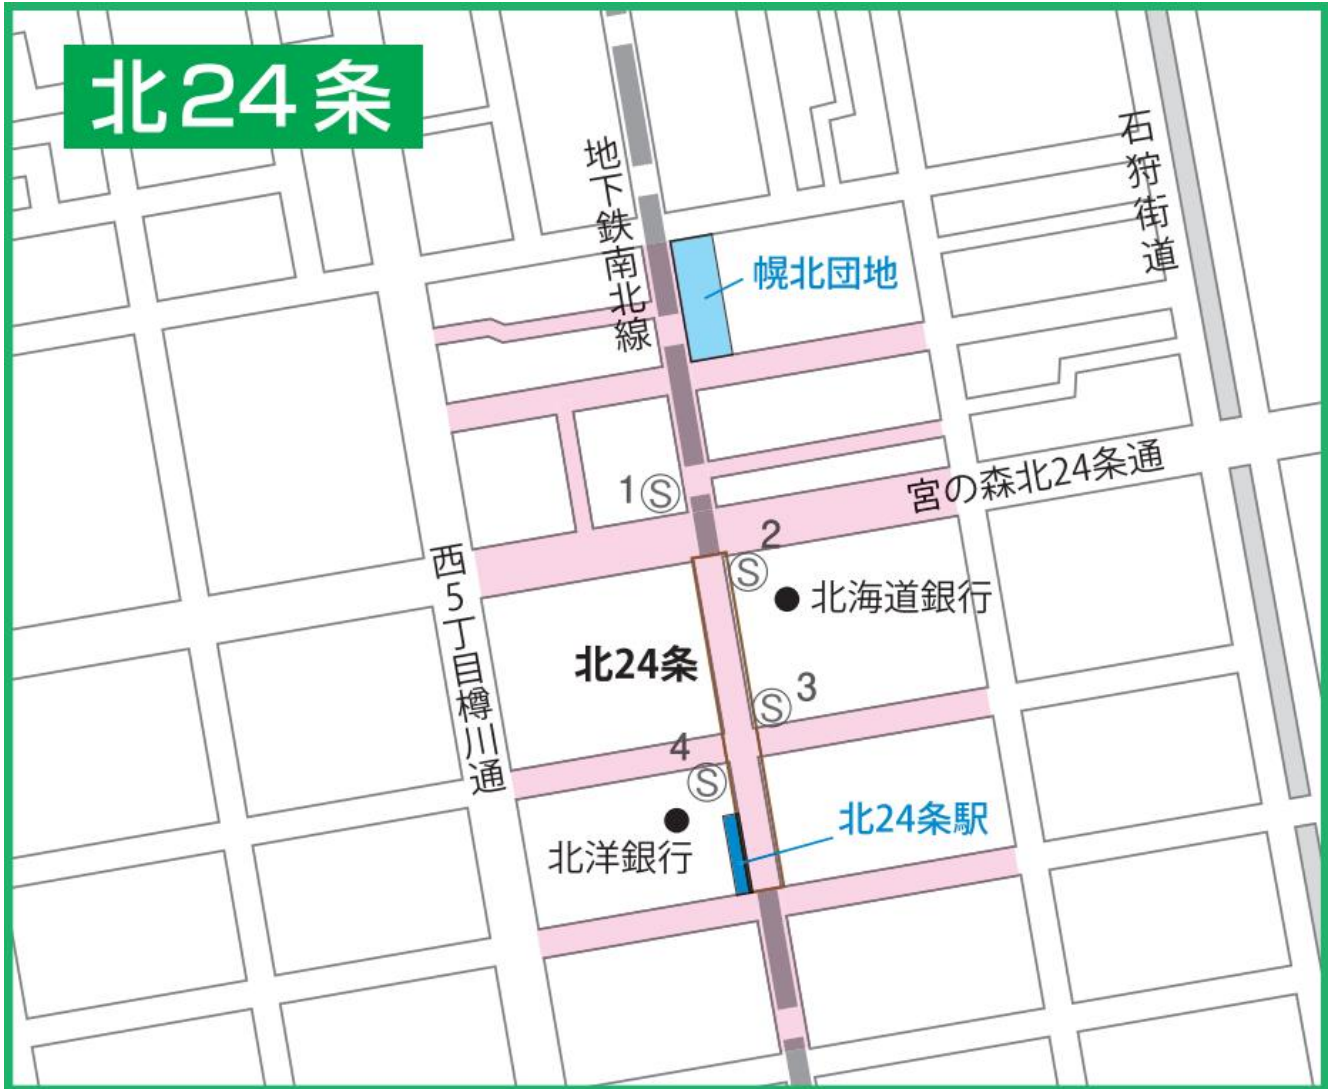 北24条
石狩街道
地下鉄南北線
幌北団地
宮の森北24条通
1 Ⓢ
2
Ⓢ
西5丁目樽川通
北海道銀行
北24条
Ⓢ 3
4
Ⓢ
北24条駅
北洋銀行